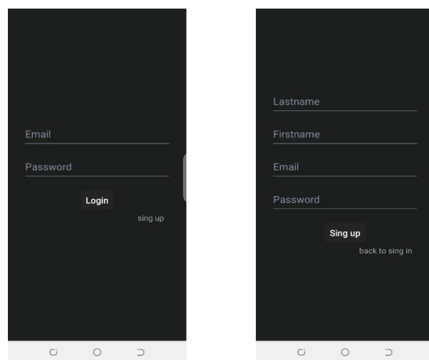 Email
Password
Login
sing up
Lastname
Firstname
Email
Password
Sing up
back to sing in